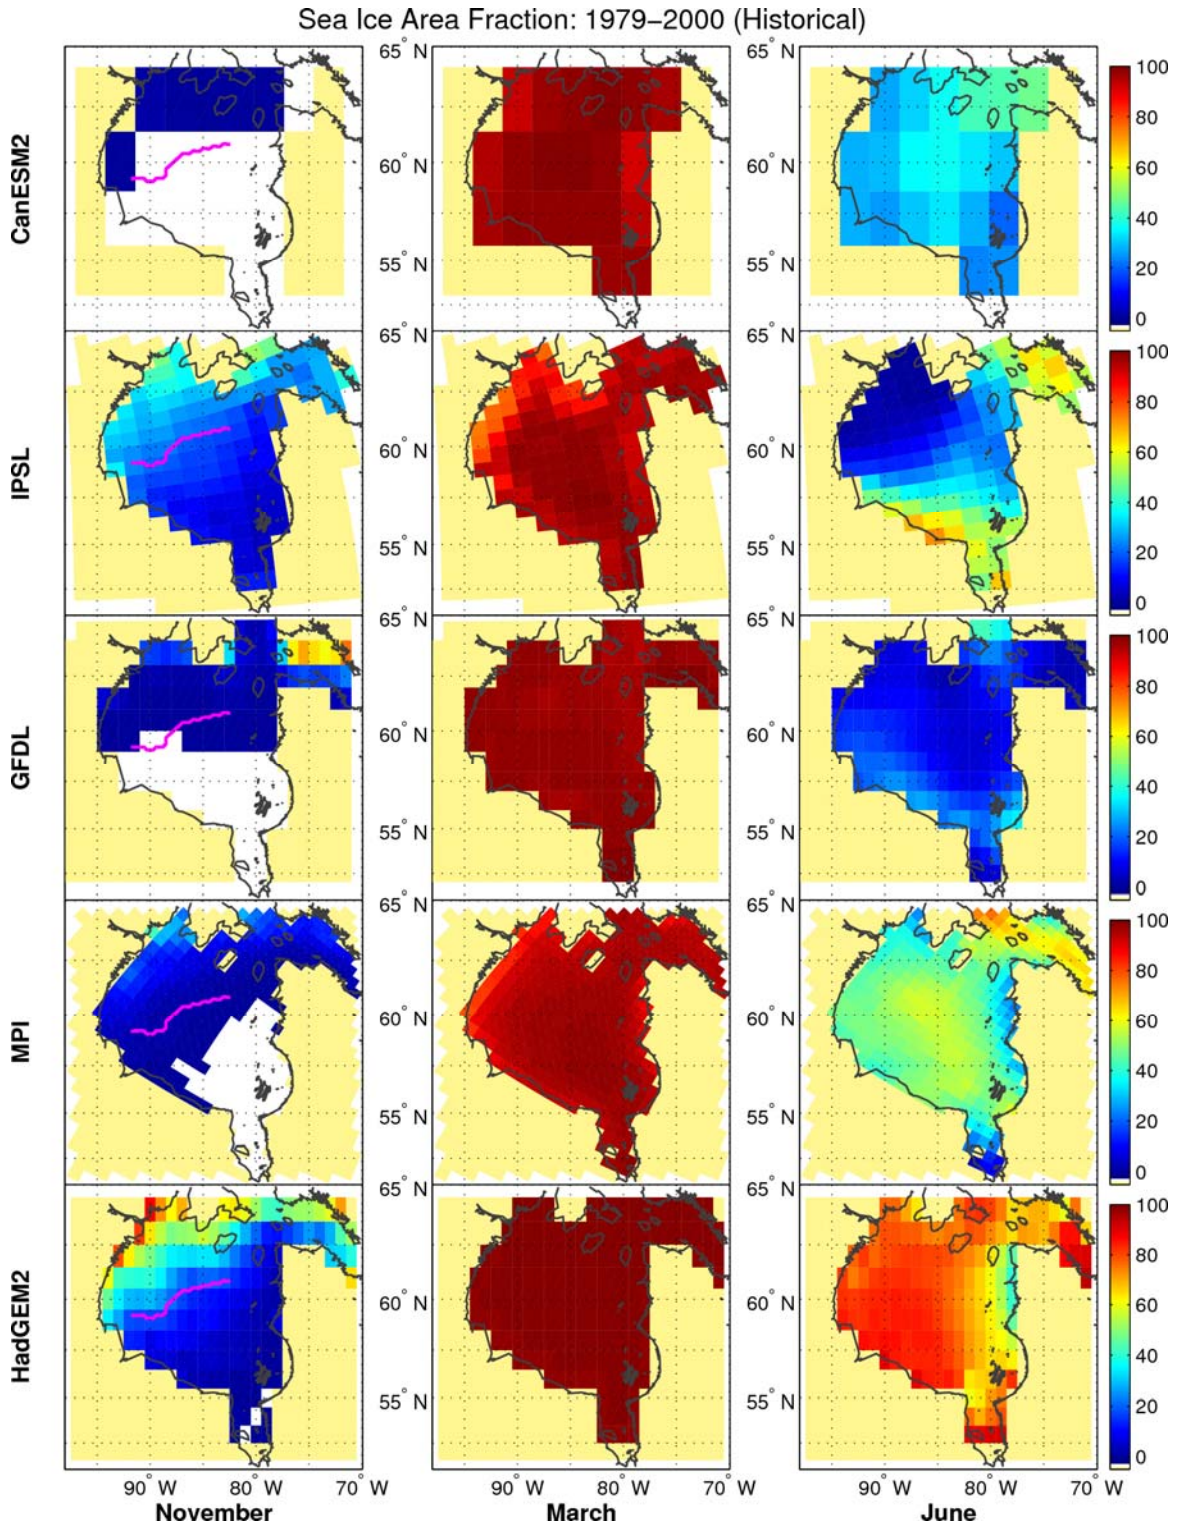 Sea Ice Area Fraction: 1979–2000 (Historical)
CanESM2
65° N
60° N
55° N
65° N
60° N
55° N
100
80
60
40
20
0
IPSL
65° N
60° N
55° N
65° N
60° N
55° N
100
80
60
40
20
0
GFDL
65° N
60° N
55° N
65° N
60° N
55° N
100
80
60
40
20
0
MPI
65° N
60° N
55° N
65° N
60° N
55° N
100
80
60
40
20
0
HadGEM2
65° N
60° N
55° N
65° N
60° N
55° N
100
80
60
40
20
0
90° W 80° W 70° W 90° W 80° W 70° W 90° W 80° W 70° W
November March June